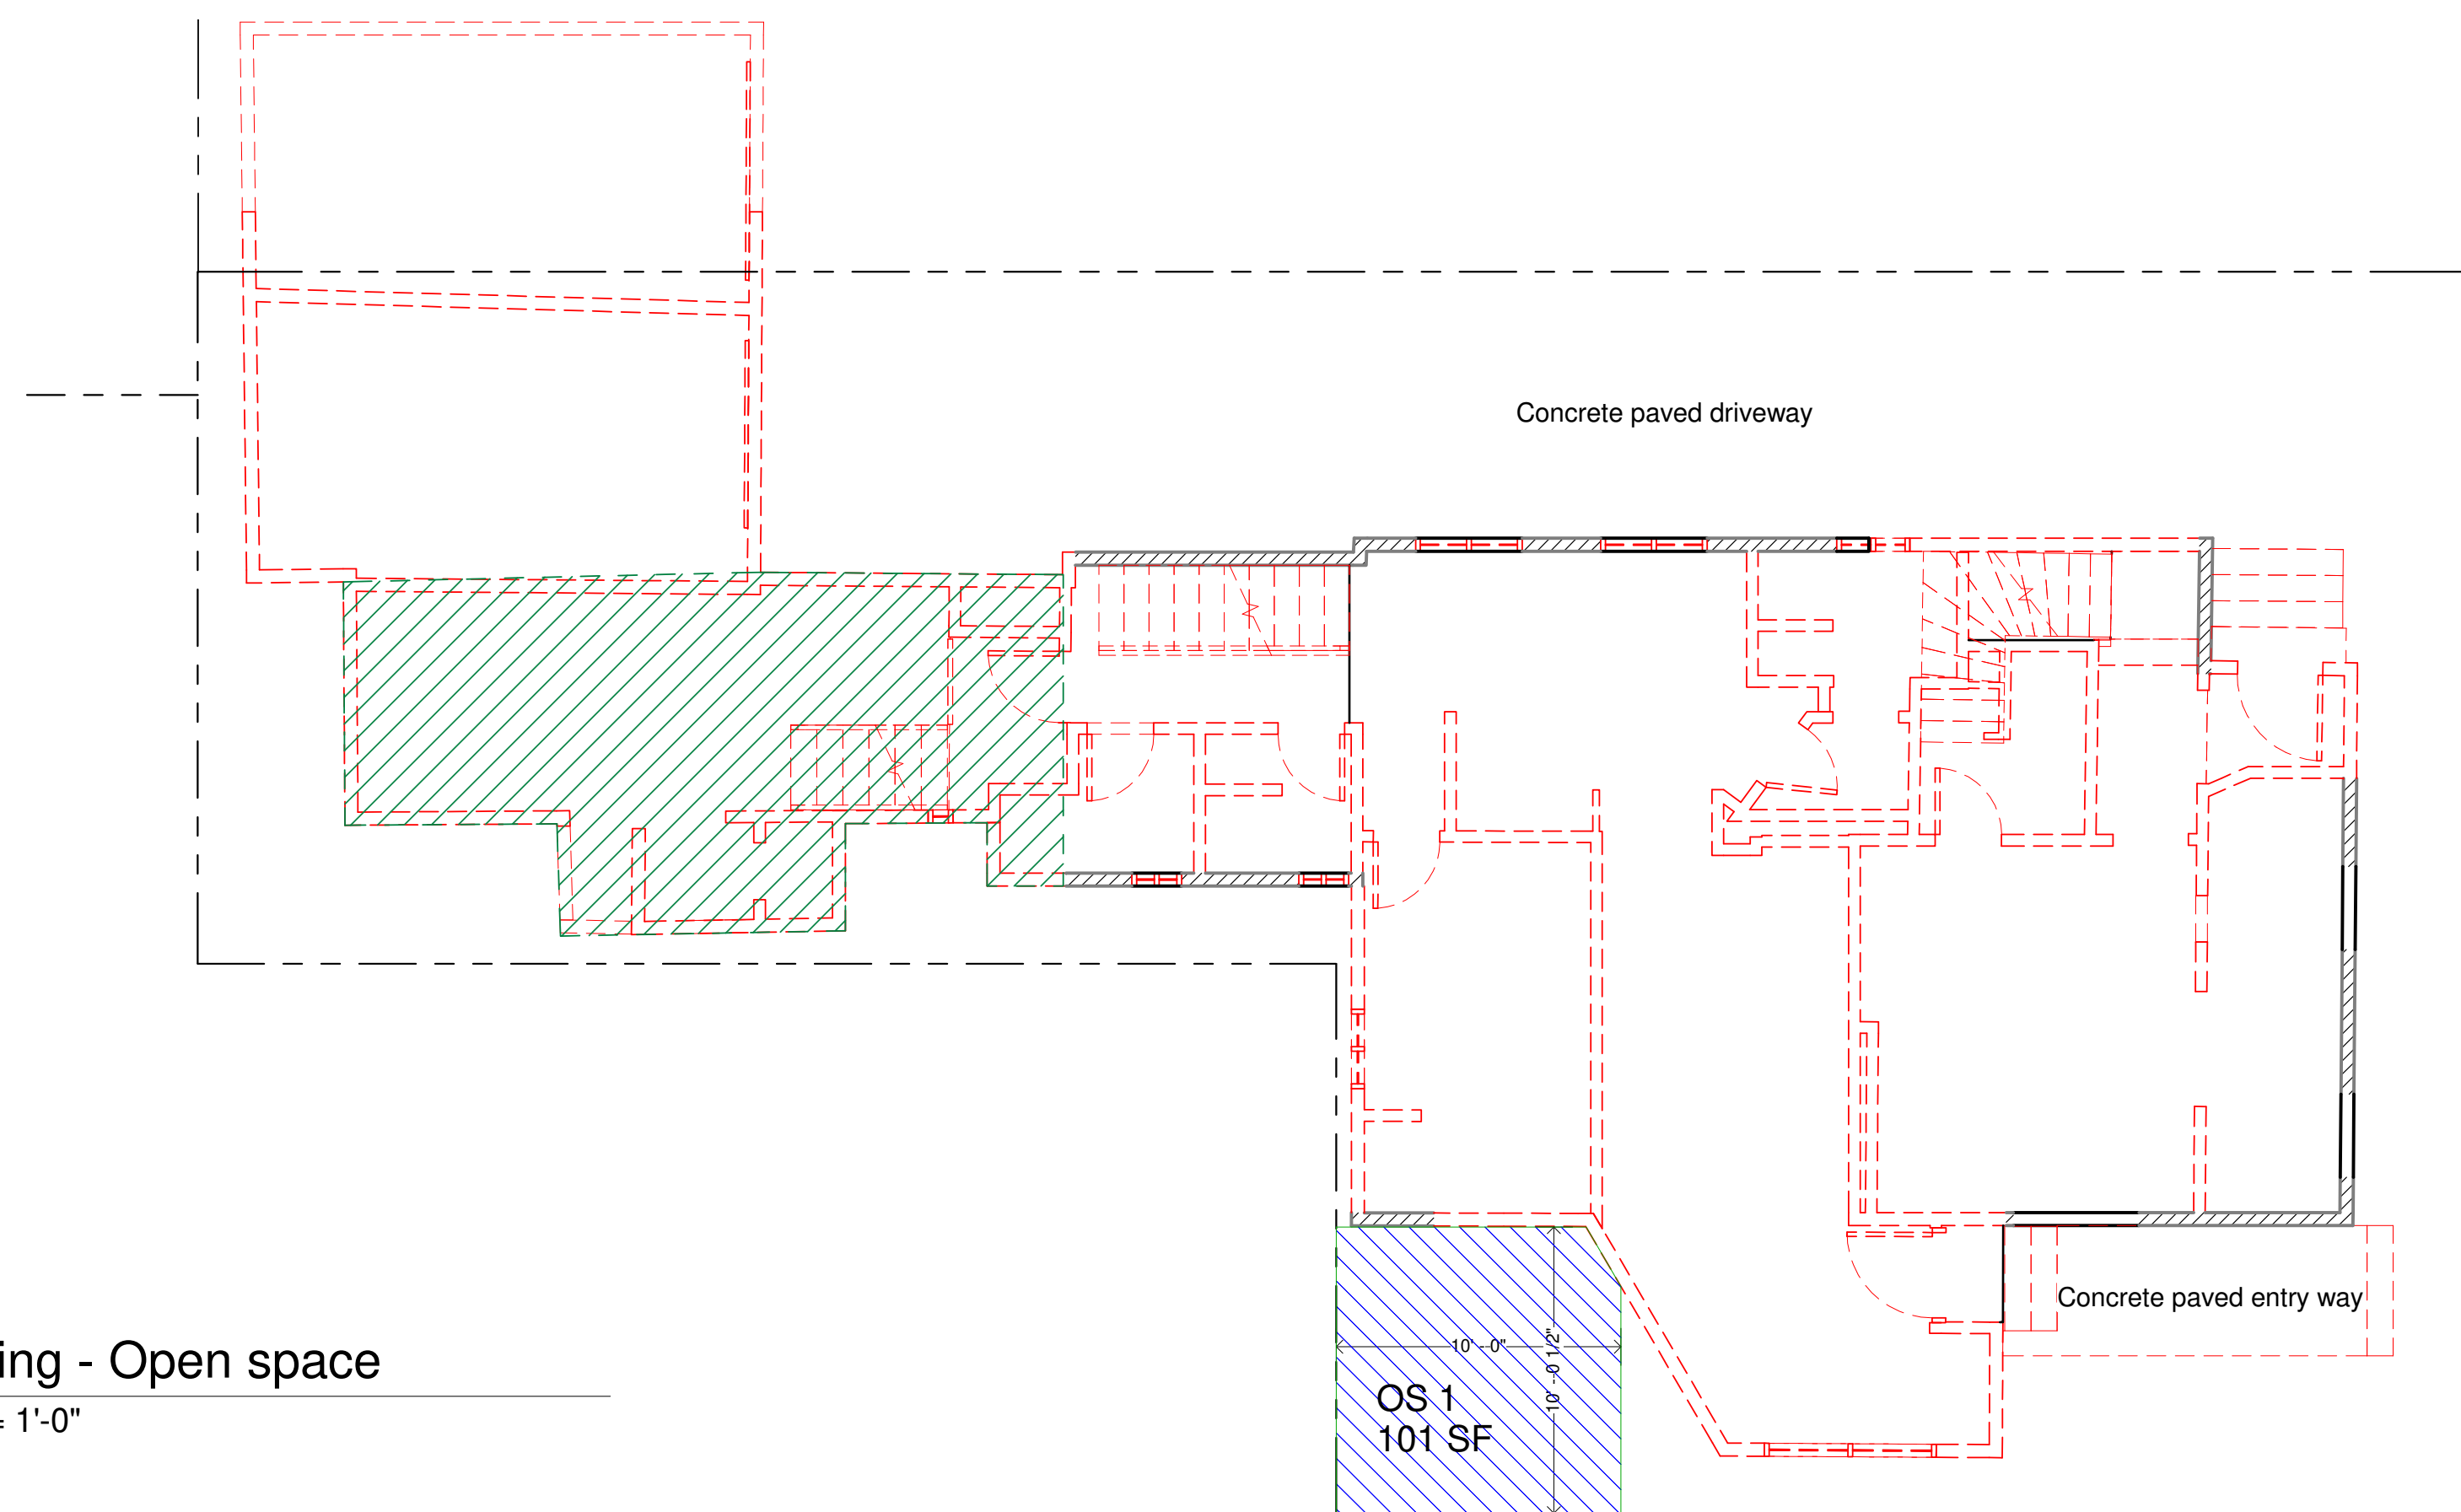 Concrete paved driveway
Concrete paved entry way
ing - Open space
= 1'-0"
10' - 0"
10' - 0 1/2"
OS 1
101 SF